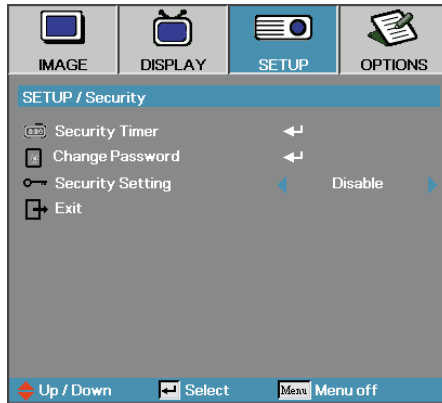 IMAGE DISPLAY SETUP OPTIONS
SETUP / Security
Security Timer
Change Password
Security Setting Disable
Exit
Up / Down Select Menu Menu off